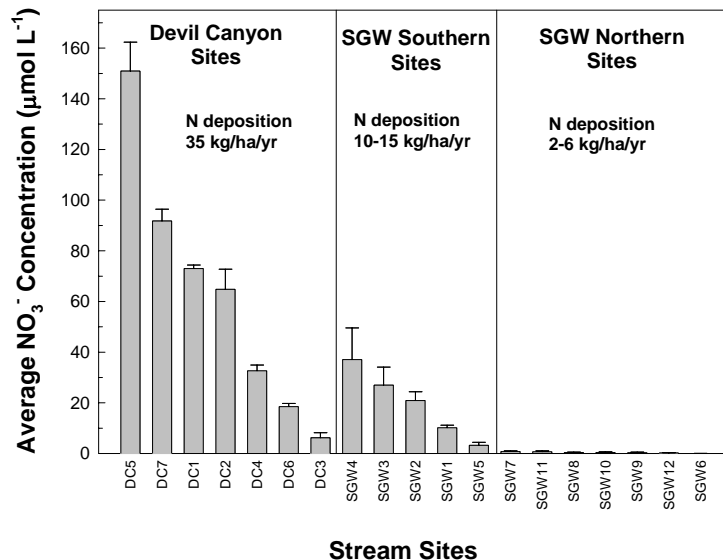 Devil Canyon
Sites
N deposition
35 kg/ha/yr
SGW Southern
Sites
N deposition
10-15 kg/ha/yr
SGW Northern
Sites
N deposition
2-6 kg/ha/yr
Average NO₃⁻ Concentration (μmol L⁻¹)
160
140
120
100
80
60
40
20
0
DC5
DC7
DC1
DC2
DC4
DC6
DC3
SGW4
SGW3
SGW2
SGW1
SGW5
SGW7
SGW11
SGW8
SGW10
SGW9
SGW12
SGW6
Stream Sites